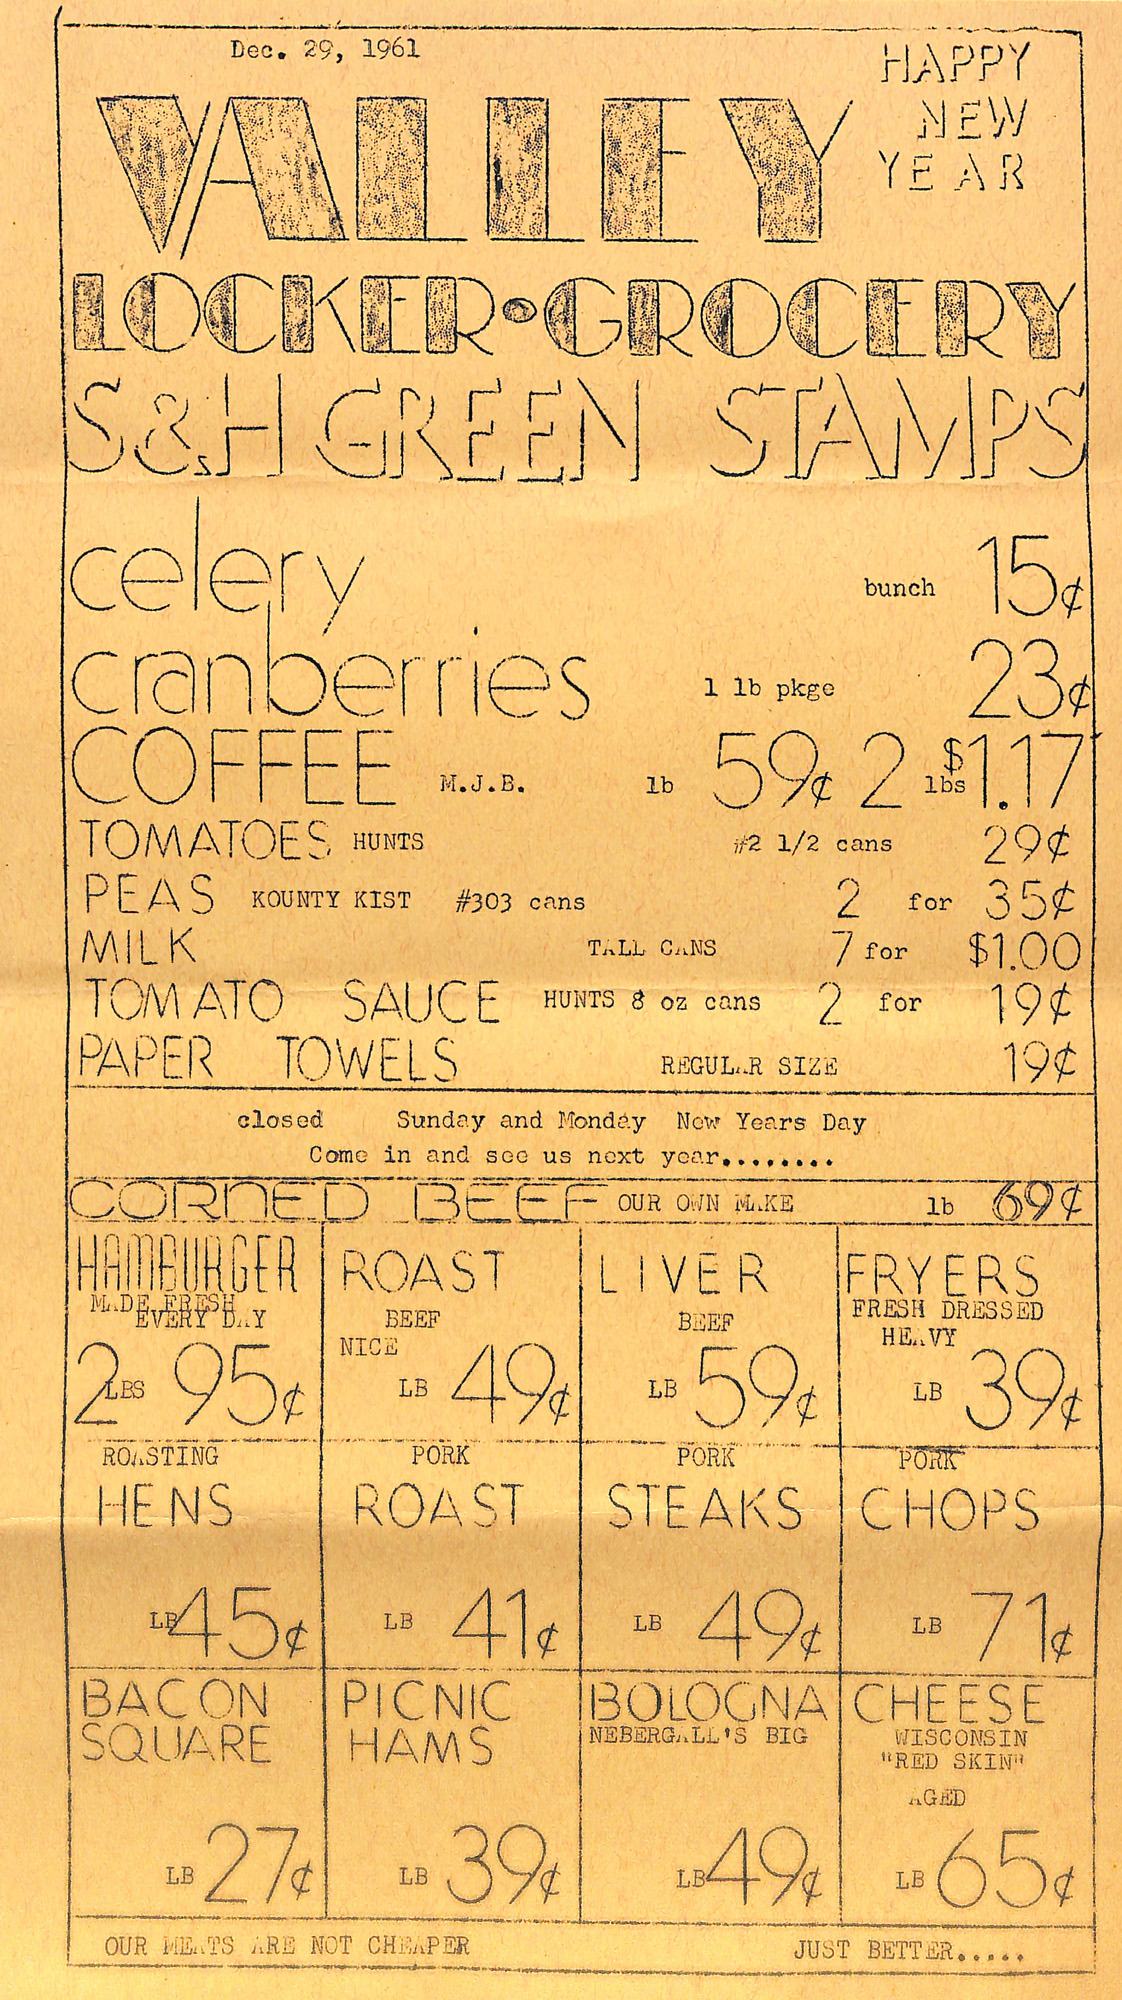 Dec. 29, 1961
HAPPY
NEW
YEAR
VALLEY
LOCKER•GROCERY
S&H GREEN STAMPS
celery bunch 15¢
cranberries 1 lb pkge 23¢
COFFEE M.J.B. lb 59¢ 2 lbs $1.17
TOMATOES HUNTS #2 1/2 cans 29¢
PEAS KOUNTY KIST #303 cans 2 for 35¢
MILK TALL CANS 7 for $1.00
TOMATO SAUCE HUNTS 8 oz cans 2 for 19¢
PAPER TOWELS REGULAR SIZE 19¢
closed Sunday and Monday New Years Day
Come in and see us next year........
CORNED BEEF OUR OWN MAKE lb 69¢
HAMBURGER
MADE FRESH
EVERY DAY
2 LBS 95¢
ROAST
BEEF
NICE
LB 49¢
LIVER
BEEF
LB 59¢
FRYERS
FRESH DRESSED
HEAVY
LB 39¢
ROASTING
HENS
LB 45¢
PORK
ROAST
LB 41¢
PORK
STEAKS
LB 49¢
PORK
CHOPS
LB 71¢
BACON
SQUARE
LB 27¢
PICNIC
HAMS
LB 39¢
BOLOGNA
NEBERGALL'S BIG
LB 49¢
CHEESE
WISCONSIN
"RED SKIN"
AGED
LB 65¢
OUR MEATS ARE NOT CHEAPER JUST BETTER.....